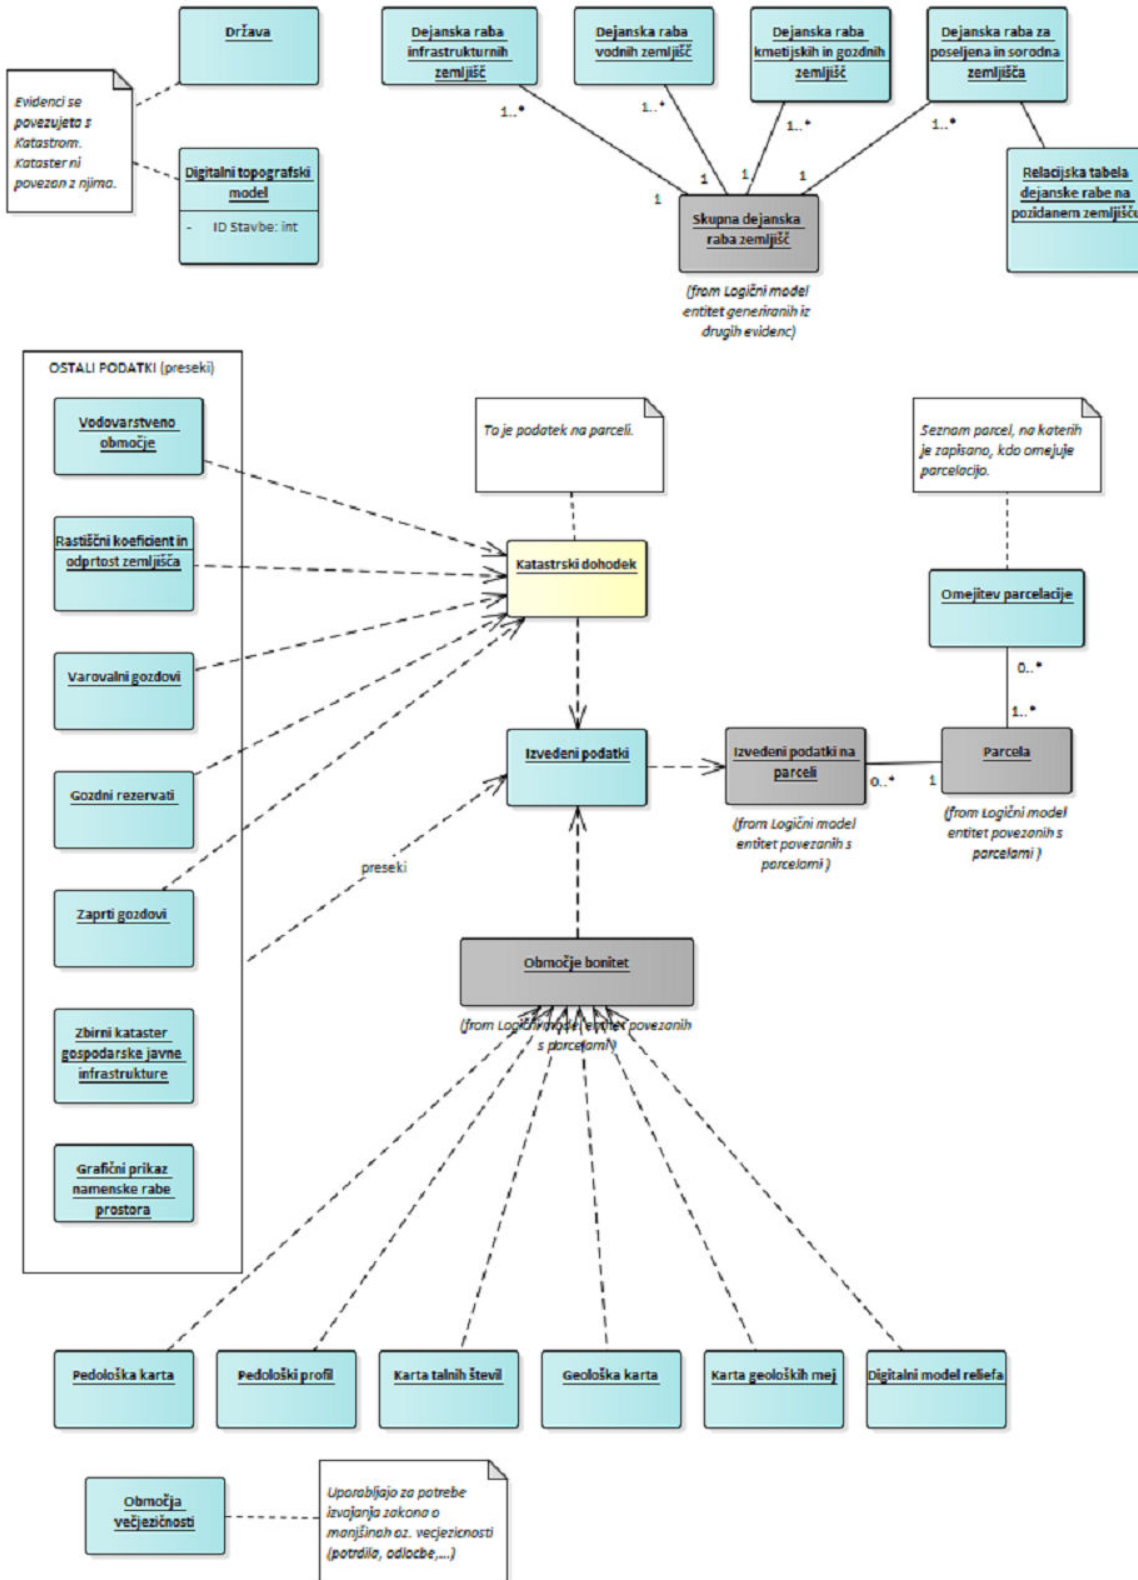 Država
Dejanska raba
infrastrukturnih
zemljišč
Dejanska raba
vodnih zemljišč
Dejanska raba
kmetijskih in gozdnih
zemljišč
Dejanska raba za
poseljena in sorodna
zemljišča
Evidenci se
povezujeta s
Katastrom.
Kataster ni
povezan z njima.
1..*
1..*
1..*
1..*
Digitalni topografski
model
- ID Stavbe: int
Relacijska tabela
dejanske rabe na
pozidanem zemljišču
1
1
1
1
Skupna dejanska
raba zemljišč
(from Logični model
entitet generiranih iz
drugih evidenc)
OSTALI PODATKI (preseki)
Vodovarstveno
območje
To je podatek na parceli.
Seznam parcel, na katerih
je zapisano, kdo omejuje
parcelacijo.
Rastiščni koeficient in
odprtost zemljišča
Katastrski dohodek
Omejitev parcelacije
0..*
1..*
Varovalni gozdovi
Izvedeni podatki
Izvedeni podatki na
parceli
0..*
1
Parcela
(from Logični model
entitet povezanih s
parcelami )
(from Logični model
entitet povezanih s
parcelami )
Gozdni rezervati
preseki
Zaprti gozdovi
Območje bonitet
(from Logični model entitet povezanih
s parcelami )
Zbirni kataster
gospodarske javne
infrastrukture
Grafični prikaz
namenske rabe
prostora
Pedološka karta
Pedološki profil
Karta talnih števil
Geološka karta
Karta geoloških mej
Digitalni model reliefa
Območja
večjezičnosti
Uporabljajo za potrebe
izvajanja zakona o
manjšinah oz. vecjezicnosti
(potrdila, odlocbe,...)